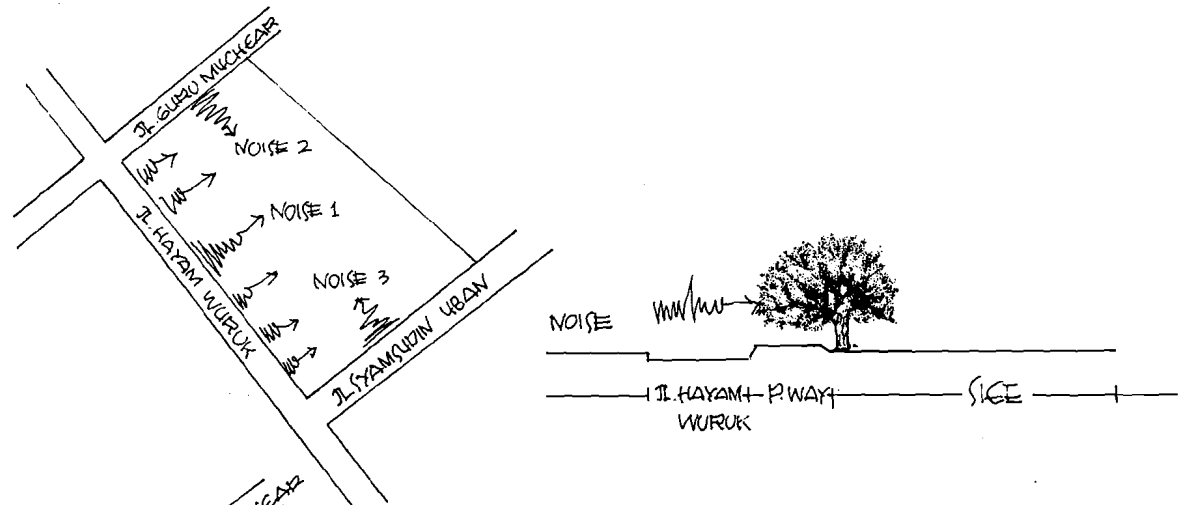 JL. GURU MUCHEAR
NOISE 2
NOISE 1
JL. HAYAM WURUK
NOISE 3
JL. SYAMSUDIN UBAN
NOISE
JL. HAYAM
WURUK
P. WAY
SITE